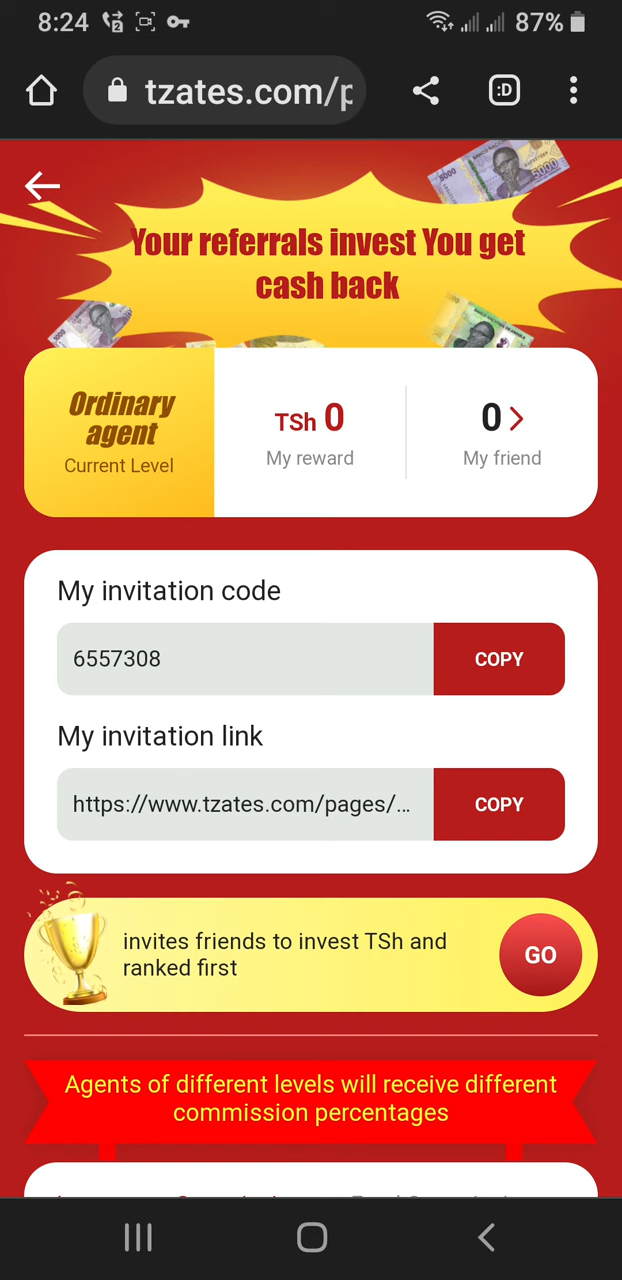 8:24
2
87%
tzates.com/p
:D
5000
Your referrals invest You get
cash back
Ordinary
agent
Current Level
TSh 0
My reward
0
My friend
My invitation code
6557308
COPY
My invitation link
https://www.tzates.com/pages/...
COPY
invites friends to invest TSh and
ranked first
GO
Agents of different levels will receive different
commission percentages